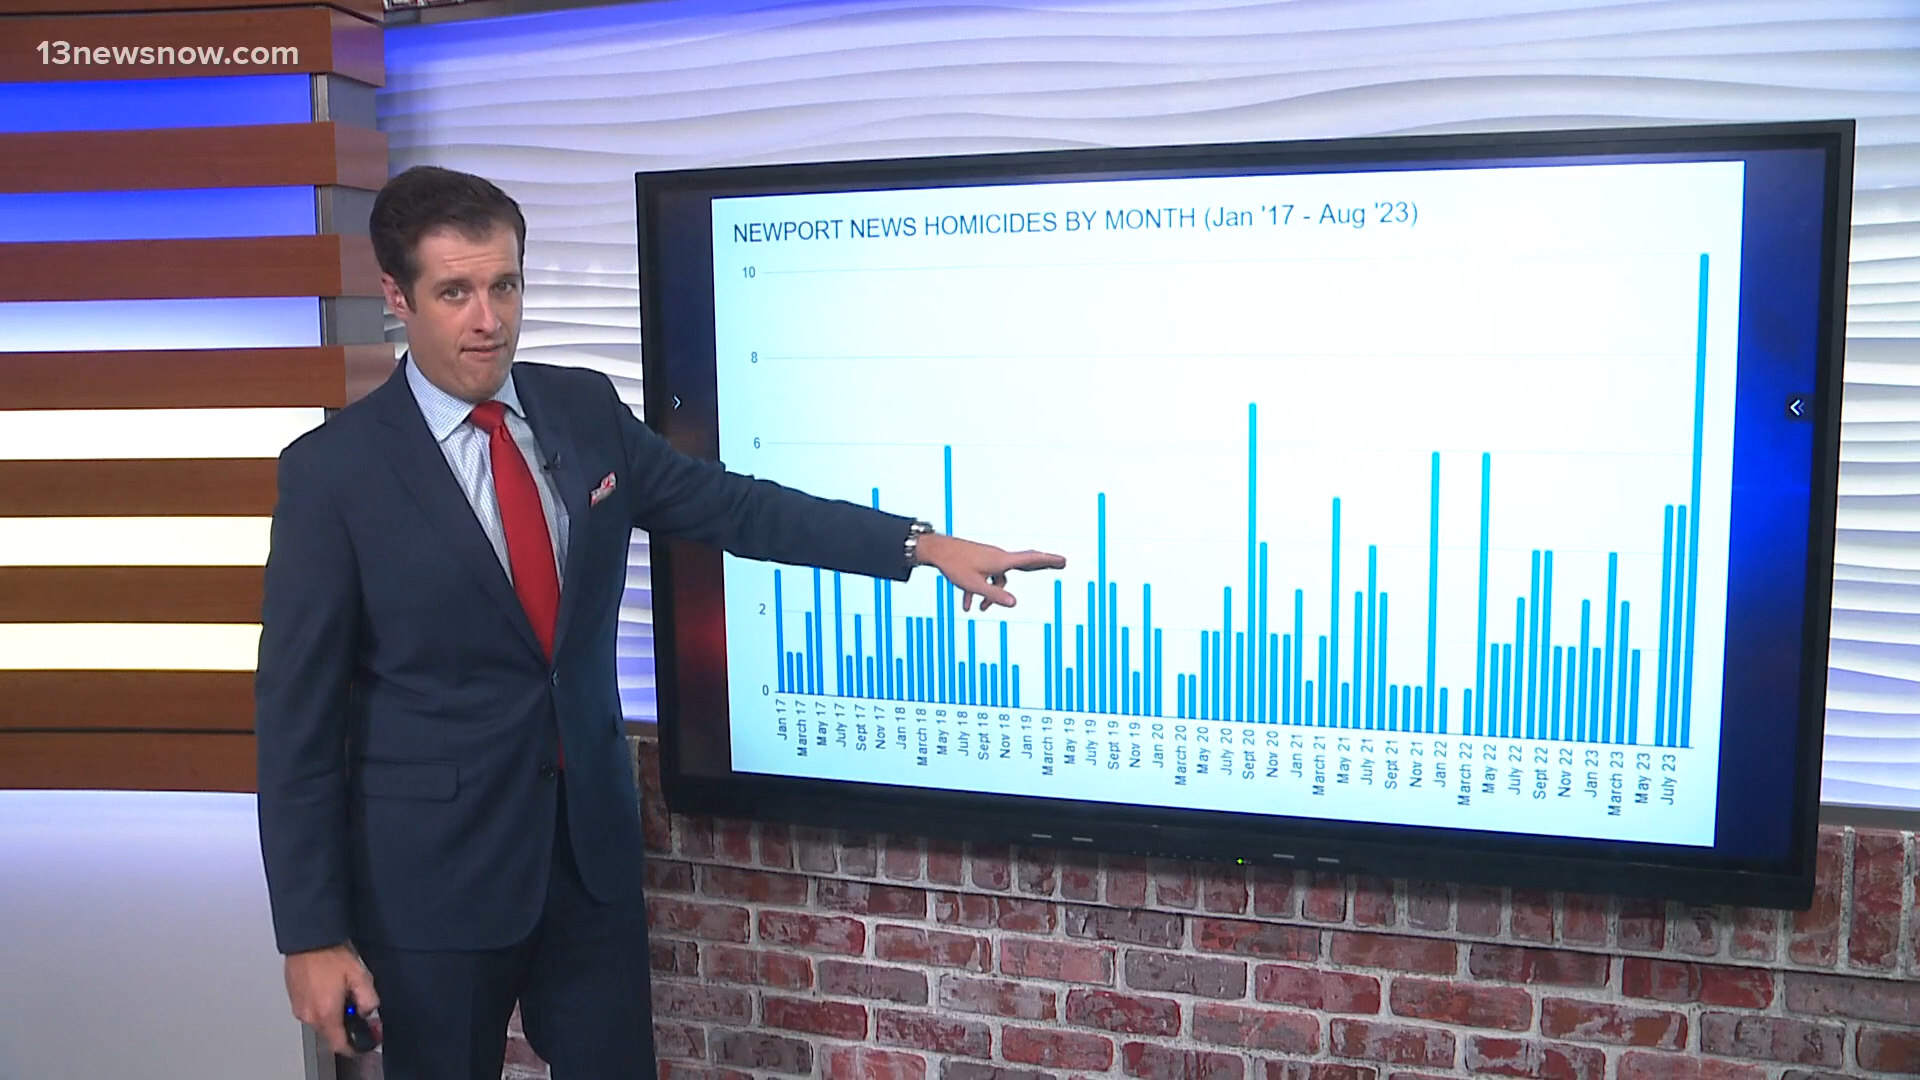 13newsnow.com
NEWPORT NEWS HOMICIDES BY MONTH (Jan '17 - Aug '23)
10
8
6
2
0
Jan 17
March 17
May 17
July 17
Sept 17
Nov 17
Jan 18
March 18
May 18
July 18
Sept 18
Nov 18
Jan 19
March 19
May 19
July 19
Sept 19
Nov 19
Jan 20
March 20
May 20
July 20
Sept 20
Nov 20
Jan 21
March 21
May 21
July 21
Sept 21
Nov 21
Jan 22
March 22
May 22
July 22
Sept 22
Nov 22
Jan 23
March 23
May 23
July 23